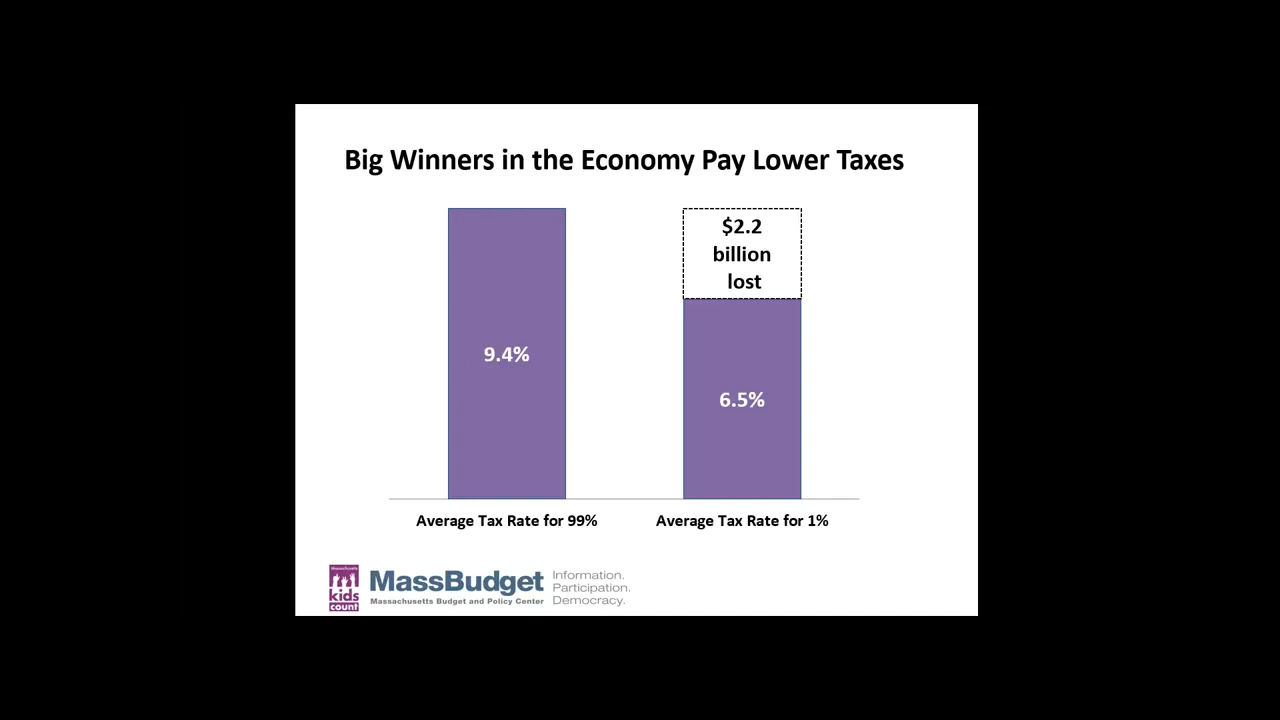 Big Winners in the Economy Pay Lower Taxes
$2.2
billion
lost
9.4%
6.5%
Average Tax Rate for 99%
Average Tax Rate for 1%
Massachusetts
kids
count
MassBudget
Massachusetts Budget and Policy Center
Information.
Participation.
Democracy.